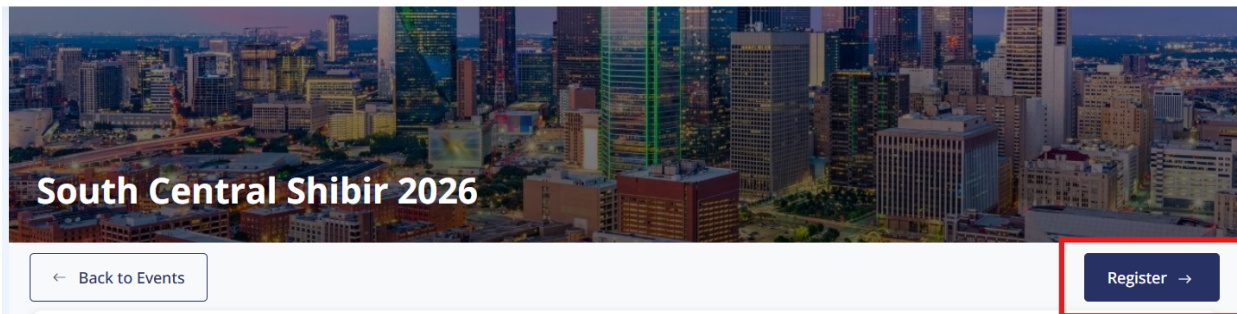 South Central Shibir 2026
← Back to Events
Register →